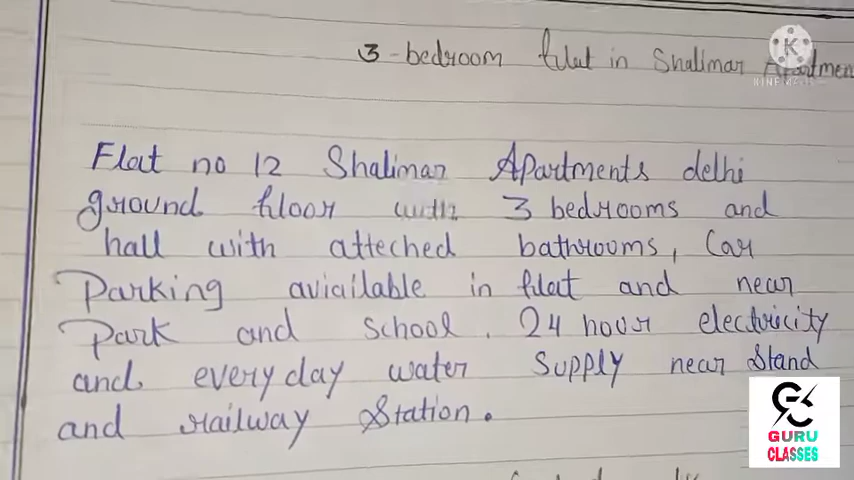 3-bedroom flat in Shalimar Apartmen
K
KINEMASTER
Flat no 12 Shalimar Apartments delhi
ground floor with 3 bedrooms and
hall with atteched bathrooms, Car
Parking aviailable in flat and near
Park and school. 24 hour electricity
and everyday water supply near Stand
and railway Station.
GURU
CLASSES